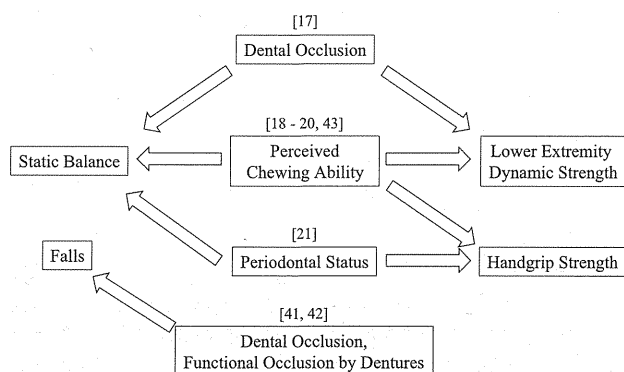 [17]
Dental Occlusion
[18 - 20, 43]
Static Balance
Perceived
Chewing Ability
Lower Extremity
Dynamic Strength
[21]
Falls
Periodontal Status
Handgrip Strength
[41, 42]
Dental Occlusion,
Functional Occlusion by Dentures